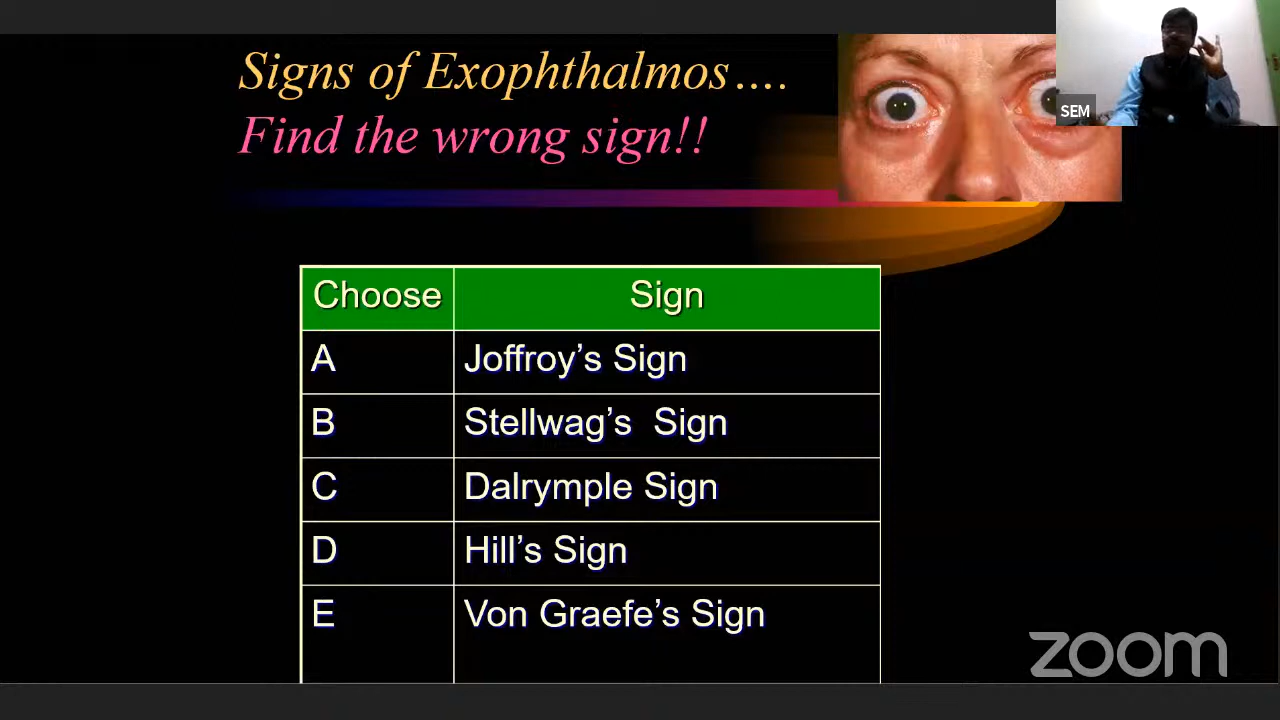 Signs of Exophthalmos….
Find the wrong sign!!
SEM
Choose Sign
A Joffroy’s Sign
B Stellwag’s Sign
C Dalrymple Sign
D Hill’s Sign
E Von Graefe’s Sign
zoom